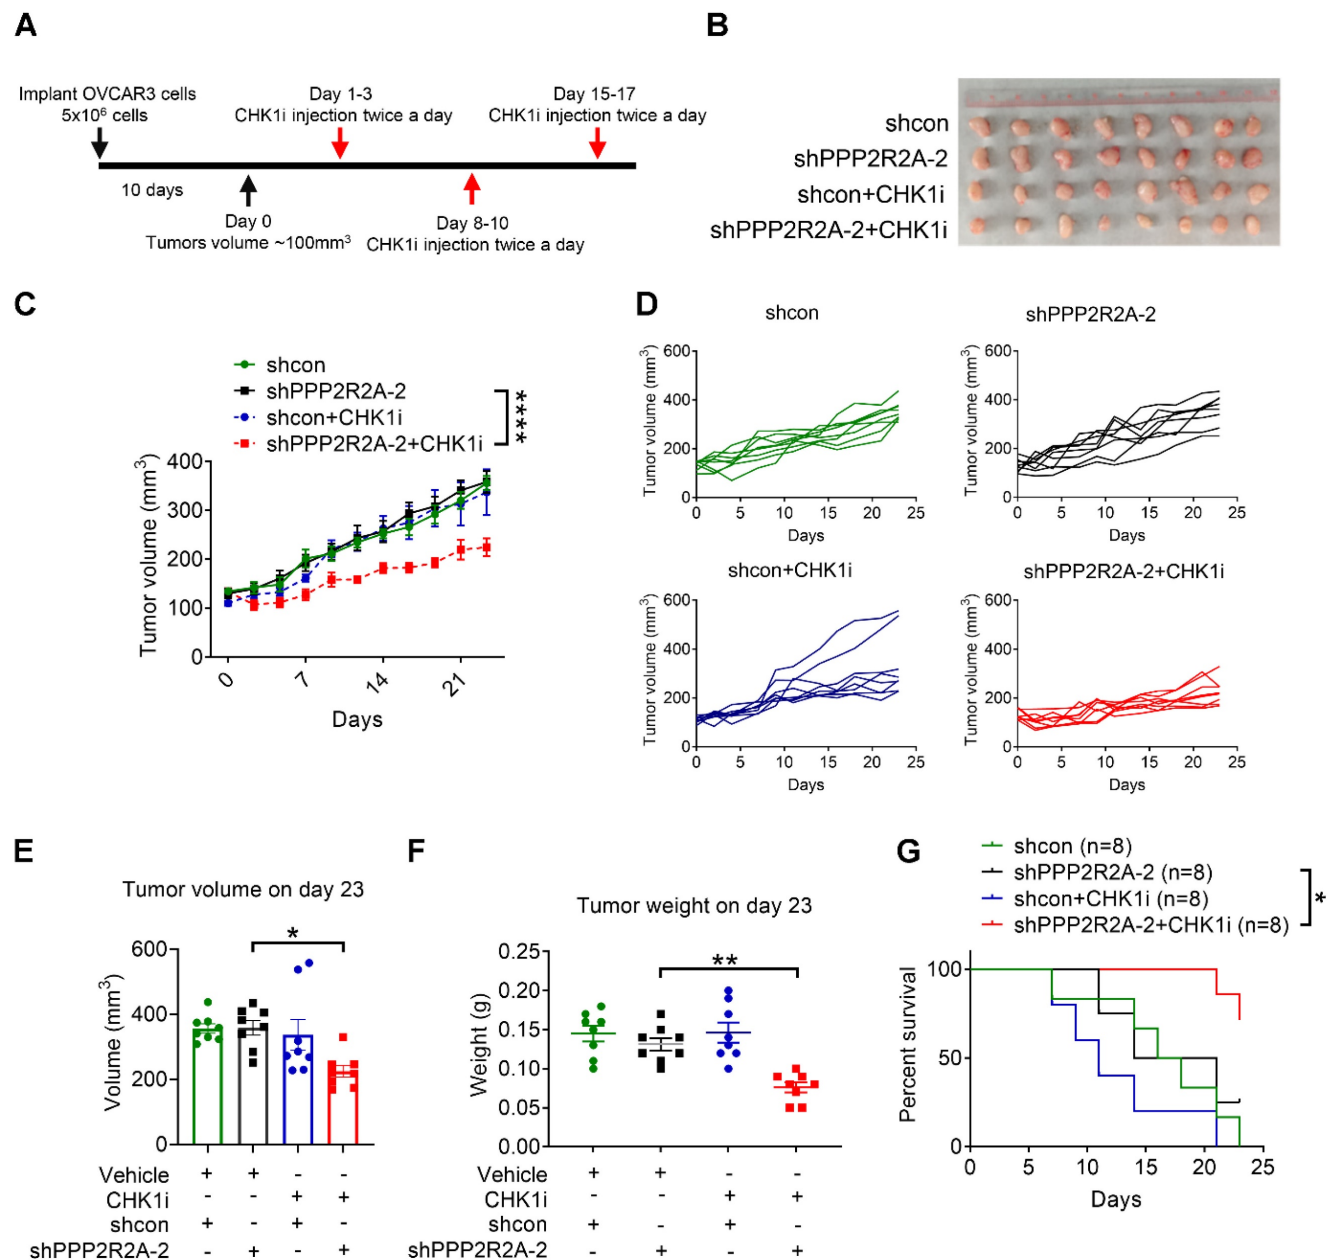 A
Implant OVCAR3 cells
5x10⁶ cells
Day 1-3
CHK1i injection twice a day
Day 15-17
CHK1i injection twice a day
10 days
Day 0
Tumors volume ~100mm³
Day 8-10
CHK1i injection twice a day
B
shcon
shPPP2R2A-2
shcon+CHK1i
shPPP2R2A-2+CHK1i
C
shcon
shPPP2R2A-2
shcon+CHK1i
shPPP2R2A-2+CHK1i
****
Tumor volume (mm³)
400
300
200
100
0
0 7 14 21
Days
D
shcon
Tumor volume (mm³)
600
400
200
0
0 5 10 15 20 25
Days
shPPP2R2A-2
Tumor volume (mm³)
600
400
200
0
0 5 10 15 20 25
Days
shcon+CHK1i
Tumor volume (mm³)
600
400
200
0
0 5 10 15 20 25
Days
shPPP2R2A-2+CHK1i
Tumor volume (mm³)
600
400
200
0
0 5 10 15 20 25
Days
E
Tumor volume on day 23
*
Volume (mm³)
600
400
200
0
Vehicle + + - -
CHK1i - - + +
shcon + - + -
shPPP2R2A-2 - + - +
F
Tumor weight on day 23
**
Weight (g)
0.25
0.20
0.15
0.10
0.05
0.00
Vehicle + + - -
CHK1i - - + +
shcon + - + -
shPPP2R2A-2 - + - +
G
shcon (n=8)
shPPP2R2A-2 (n=8)
shcon+CHK1i (n=8)
shPPP2R2A-2+CHK1i (n=8)
*
Percent survival
100
50
0
0 5 10 15 20 25
Days